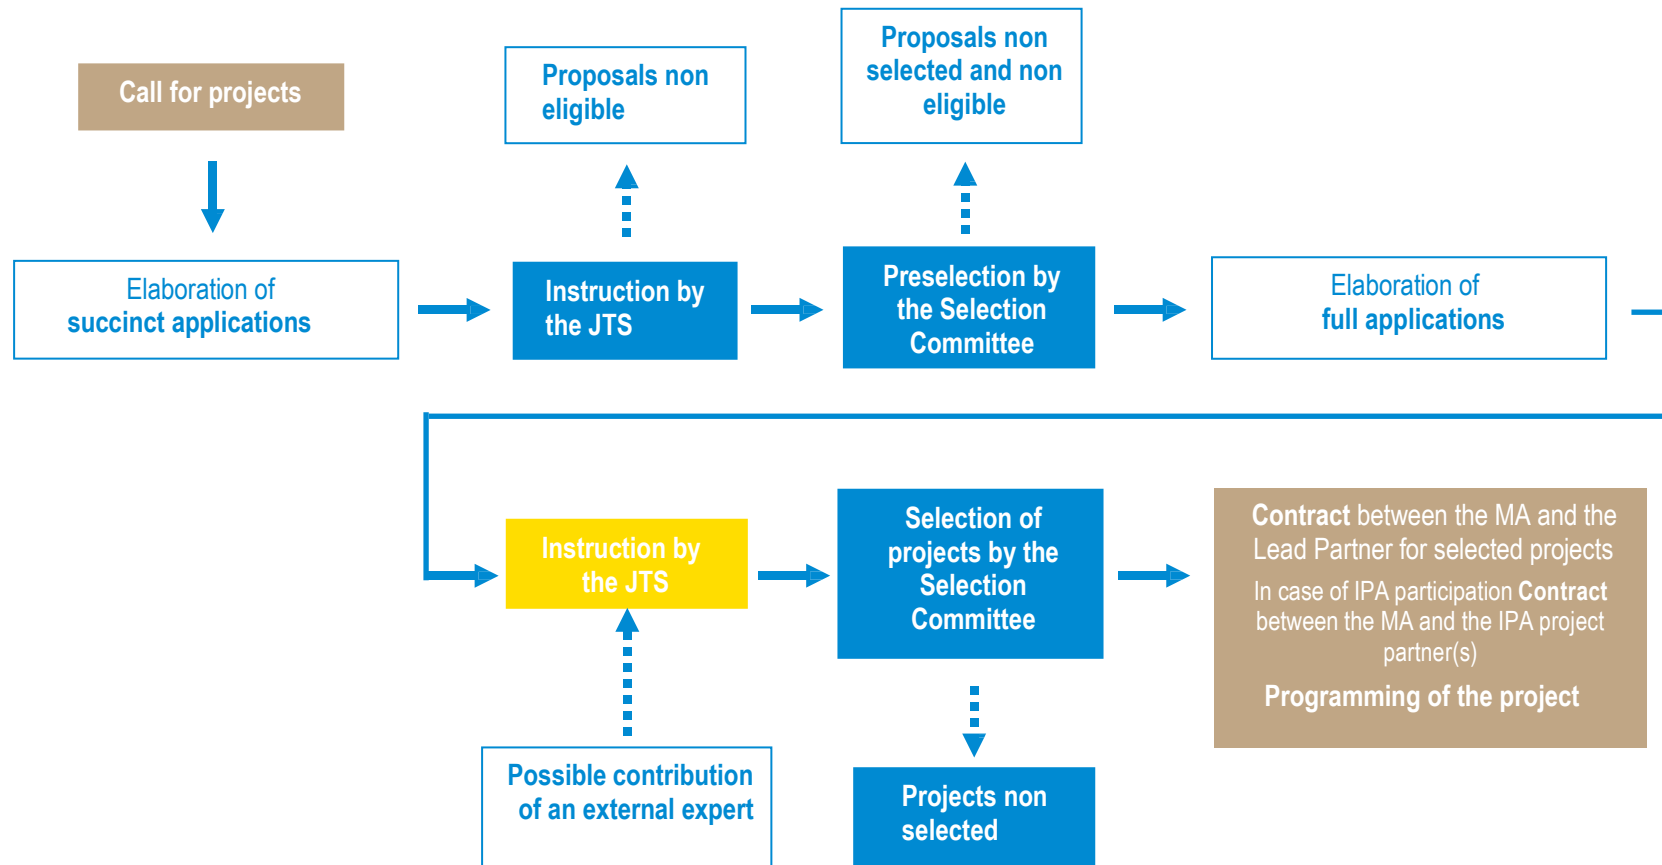 Call for projects
Proposals non
eligible
Proposals non
selected and non
eligible
Elaboration of
succinct applications
Instruction by
the JTS
Preselection by
the Selection
Committee
Elaboration of
full applications
Instruction by
the JTS
Selection of
projects by the
Selection
Committee
Contract between the MA and the
Lead Partner for selected projects
In case of IPA participation Contract
between the MA and the IPA project
partner(s)
Programming of the project
Possible contribution
of an external expert
Projects non
selected